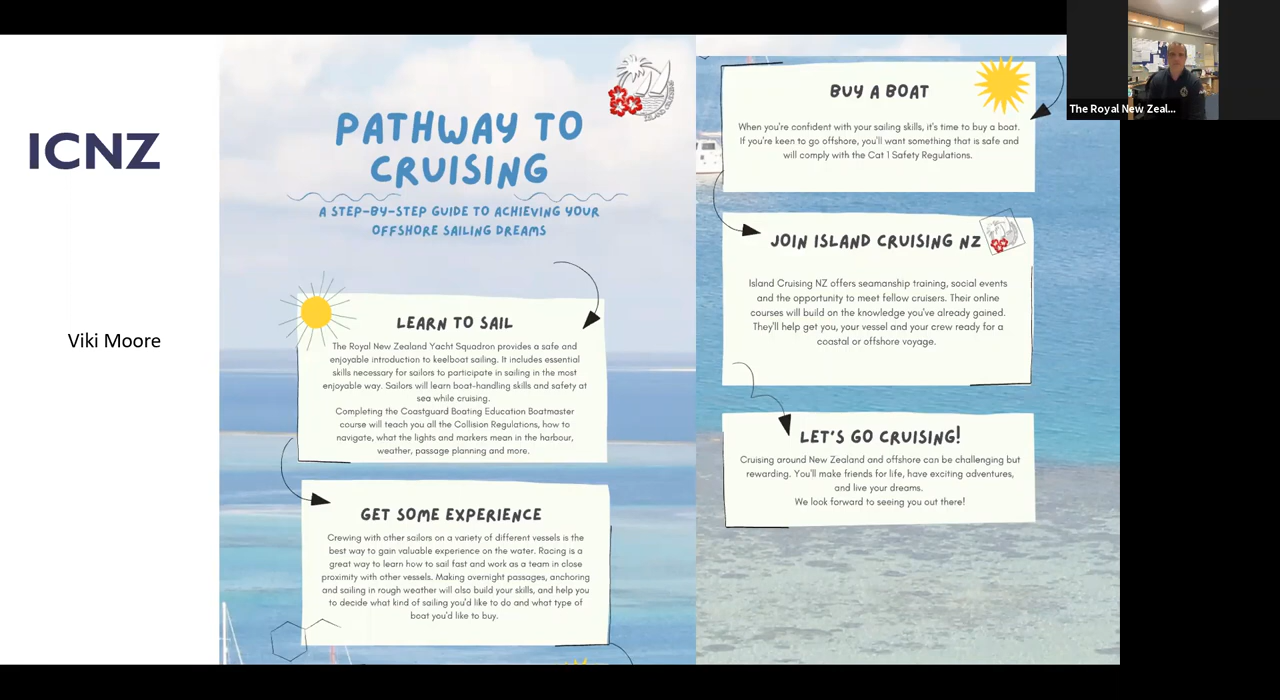 ICNZ
Viki Moore
PATHWAY TO
CRUISING
A STEP-BY-STEP GUIDE TO ACHIEVING YOUR
OFFSHORE SAILING DREAMS
ISLAND CRUISING
LEARN TO SAIL
The Royal New Zealand Yacht Squadron provides a safe and
enjoyable introduction to keelboat sailing. It includes essential
skills necessary for sailors to participate in sailing in the most
enjoyable way. Sailors will learn boat-handling skills and safety at
sea while cruising.
Completing the Coastguard Boating Education Boatmaster
course will teach you all the Collision Regulations, how to
navigate, what the lights and markers mean in the harbour,
weather, passage planning and more.
GET SOME EXPERIENCE
Crewing with other sailors on a variety of different vessels is the
best way to gain valuable experience on the water. Racing is a
great way to learn how to sail fast and work as a team in close
proximity with other vessels. Making overnight passages, anchoring
and sailing in rough weather will also build your skills, and help you
to decide what kind of sailing you'd like to do and what type of
boat you'd like to buy.
BUY A BOAT
When you're confident with your sailing skills, it's time to buy a boat.
If you're keen to go offshore, you'll want something that is safe and
will comply with the Cat 1 Safety Regulations.
JOIN ISLAND CRUISING NZ
Island Cruising NZ offers seamanship training, social events
and the opportunity to meet fellow cruisers. Their online
courses will build on the knowledge you've already gained.
They'll help get you, your vessel and your crew ready for a
coastal or offshore voyage.
LET'S GO CRUISING!
Cruising around New Zealand and offshore can be challenging but
rewarding. You'll make friends for life, have exciting adventures,
and live your dreams.
We look forward to seeing you out there!
The Royal New Zeal...